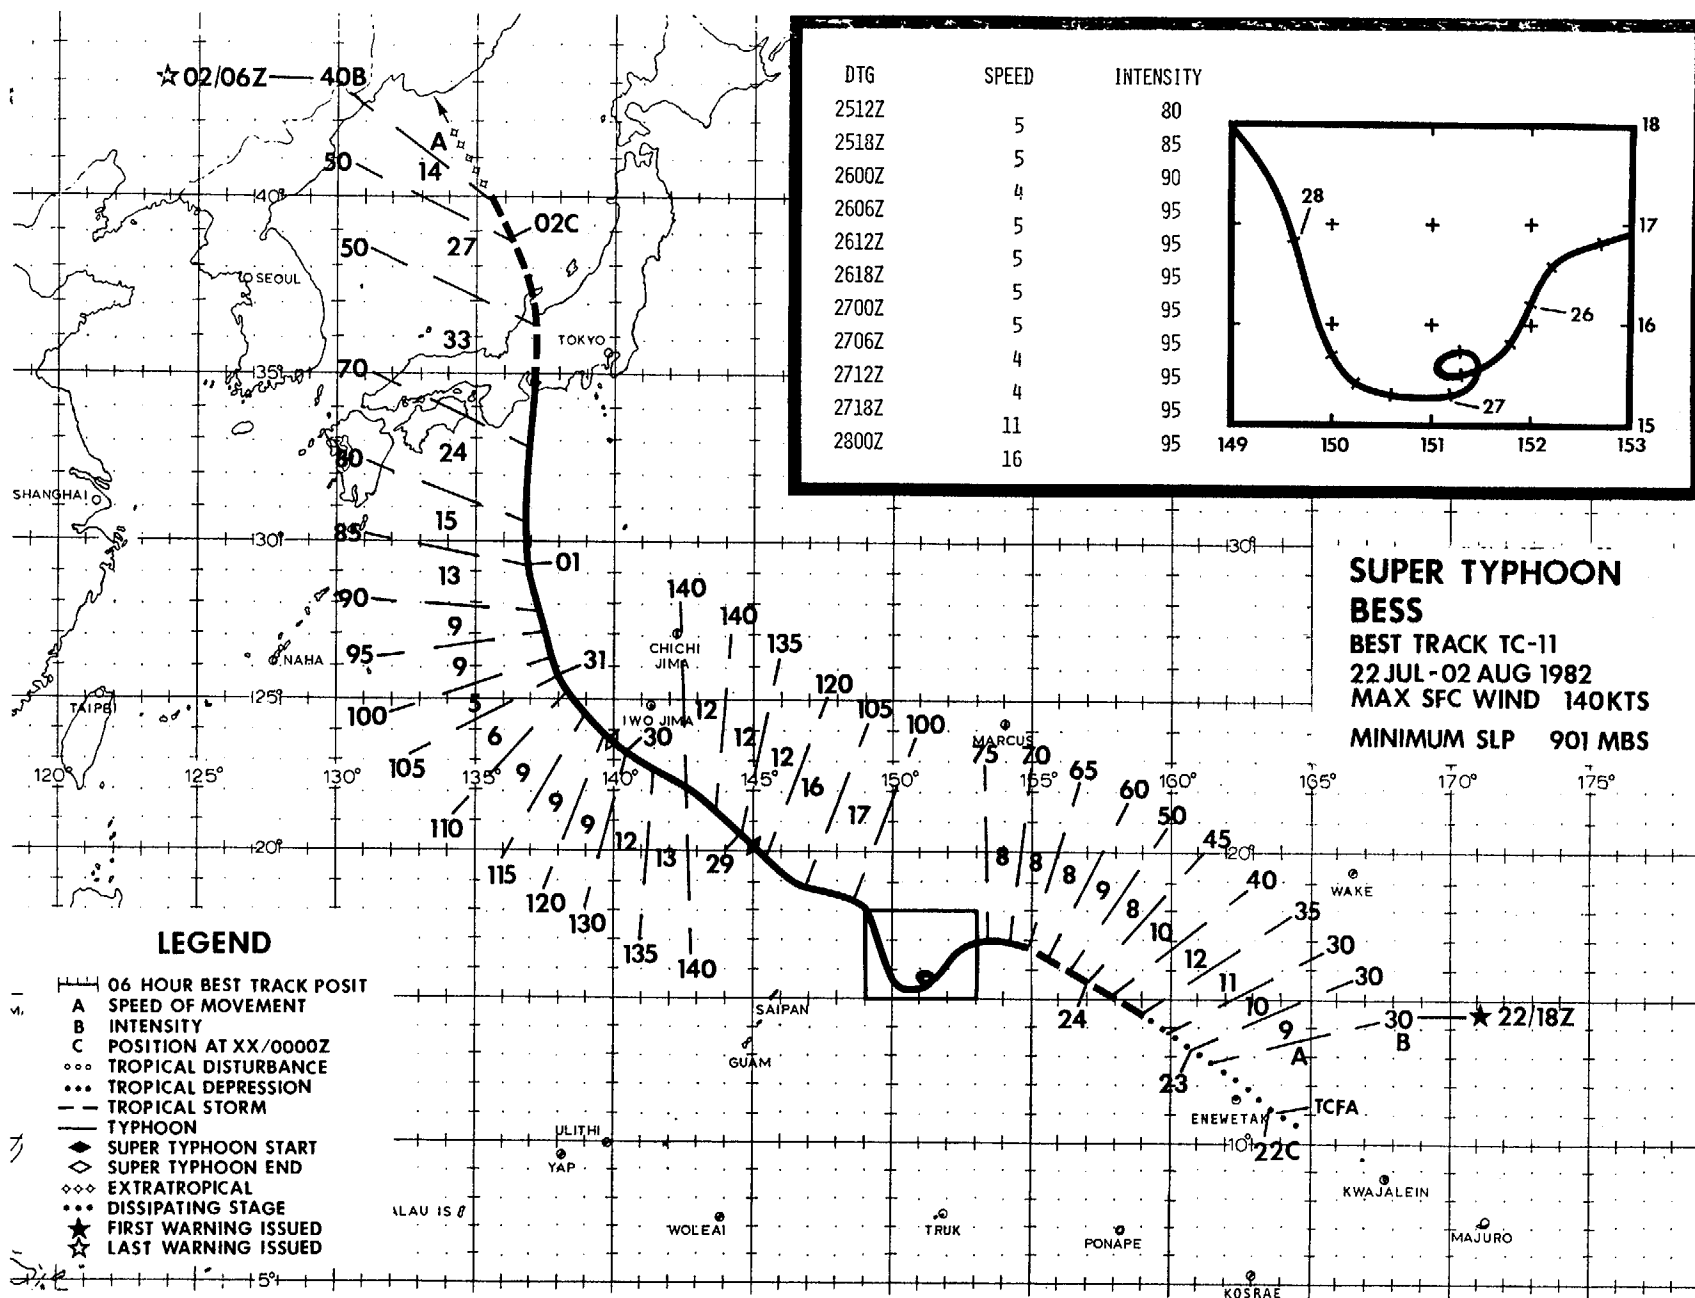 ☆02/06Z 40B
DTG SPEED INTENSITY
2512Z 80
5
2518Z 85
5
2600Z 90
4
2606Z 95
5
2612Z 95
5
2618Z 95
5
2700Z 95
5
2706Z 95
4
2712Z 95
4
2718Z 95
11
2800Z 95
16
18
28
17
26
16
27
15
149 150 151 152 153
A
50 14
40°
02C
50 27
SEOUL
33 TOKYO
70
35°
24
80
SHANGHAI
15
85
30° 30°
01
13
90
9
95
9
NAHA
31
140
CHICHI
JIMA
140
135
SUPER TYPHOON
BESS
BEST TRACK TC-11
22 JUL-02 AUG 1982
MAX SFC WIND 140KTS
MINIMUM SLP 901 MBS
25°
TAIPEI
100 5
IWO JIMA 12
120
105
100
6 30 12
MARCUS
75 70
105 9 12
65
120° 125° 130° 135° 140° 145° 150° 155° 160° 165° 170° 175°
9 16 60
110 9 17 50
12 45
20° 13 29 8 8 20°
115 8 9 40
120 8 35
130 10 30
135 12
140 11 30
WAKE
LEGEND
06 HOUR BEST TRACK POSIT
A SPEED OF MOVEMENT
B INTENSITY
C POSITION AT XX/0000Z
TROPICAL DISTURBANCE
TROPICAL DEPRESSION
TROPICAL STORM
TYPHOON
SUPER TYPHOON START
SUPER TYPHOON END
EXTRATROPICAL
DISSIPATING STAGE
FIRST WARNING ISSUED
LAST WARNING ISSUED
SAIPAN
GUAM
24
10
9
30 ★22/18Z
A B
23
TCFA
ENEWETAK
10°
22C
ULITHI
YAP
KWAJALEIN
ALAU IS
WOLEAI
TRUK
PONAPE
MAJURO
5°
KOSRAE